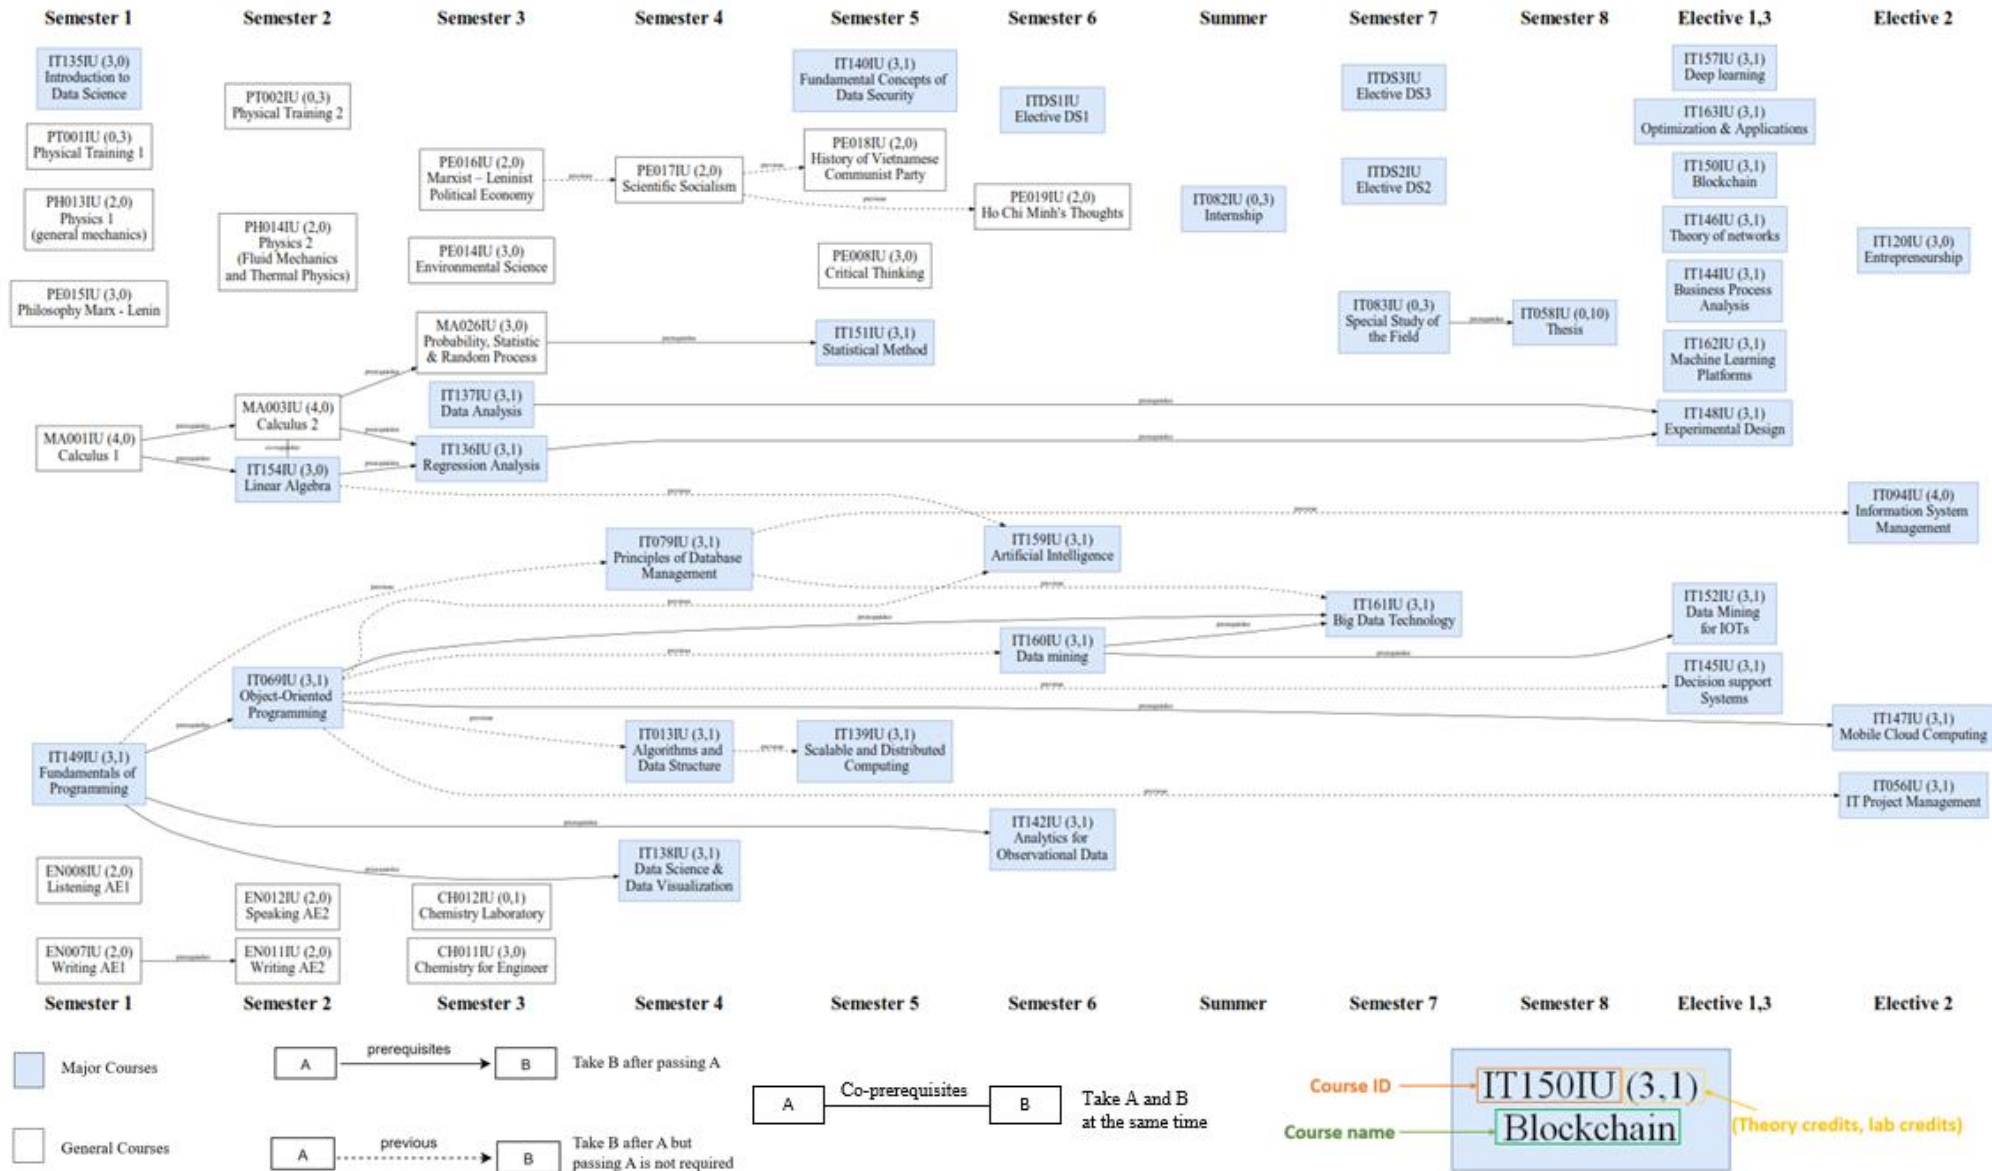 Semester 1
Semester 2
Semester 3
Semester 4
Semester 5
Semester 6
Summer
Semester 7
Semester 8
Elective 1,3
Elective 2
IT135IU (3,0)
Introduction to
Data Science
PT001IU (0,3)
Physical Training 1
PH013IU (2,0)
Physics 1
(general mechanics)
PE015IU (3,0)
Philosophy Marx - Lenin
MA001IU (4,0)
Calculus 1
IT149IU (3,1)
Fundamentals of
Programming
EN008IU (2,0)
Listening AE1
EN007IU (2,0)
Writing AE1
PT002IU (0,3)
Physical Training 2
PH014IU (2,0)
Physics 2
(Fluid Mechanics
and Thermal Physics)
MA003IU (4,0)
Calculus 2
co-prerequisites
IT154IU (3,0)
Linear Algebra
IT069IU (3,1)
Object-Oriented
Programming
EN012IU (2,0)
Speaking AE2
EN011IU (2,0)
Writing AE2
PE016IU (2,0)
Marxist – Leninist
Political Economy
PE014IU (3,0)
Environmental Science
MA026IU (3,0)
Probability, Statistic
& Random Process
IT137IU (3,1)
Data Analysis
IT136IU (3,1)
Regression Analysis
CH012IU (0,1)
Chemistry Laboratory
CH011IU (3,0)
Chemistry for Engineer
PE017IU (2,0)
Scientific Socialism
IT079IU (3,1)
Principles of Database
Management
IT013IU (3,1)
Algorithms and
Data Structure
IT138IU (3,1)
Data Science &
Data Visualization
IT140IU (3,1)
Fundamental Concepts of
Data Security
PE018IU (2,0)
History of Vietnamese
Communist Party
PE008IU (3,0)
Critical Thinking
IT151IU (3,1)
Statistical Method
IT139IU (3,1)
Scalable and Distributed
Computing
ITDS1IU
Elective DS1
PE019IU (2,0)
Ho Chi Minh's Thoughts
IT159IU (3,1)
Artificial Intelligence
IT160IU (3,1)
Data mining
IT142IU (3,1)
Analytics for
Observational Data
IT082IU (0,3)
Internship
ITDS3IU
Elective DS3
ITDS2IU
Elective DS2
IT083IU (0,3)
Special Study of
the Field
IT161IU (3,1)
Big Data Technology
IT058IU (0,10)
Thesis
IT157IU (3,1)
Deep learning
IT163IU (3,1)
Optimization & Applications
IT150IU (3,1)
Blockchain
IT146IU (3,1)
Theory of networks
IT144IU (3,1)
Business Process
Analysis
IT162IU (3,1)
Machine Learning
Platforms
IT148IU (3,1)
Experimental Design
IT152IU (3,1)
Data Mining
for IOTs
IT145IU (3,1)
Decision support
Systems
IT120IU (3,0)
Entrepreneurship
IT094IU (4,0)
Information System
Management
IT147IU (3,1)
Mobile Cloud Computing
IT056IU (3,1)
IT Project Management
Semester 1
Semester 2
Semester 3
Semester 4
Semester 5
Semester 6
Summer
Semester 7
Semester 8
Elective 1,3
Elective 2
Major Courses
General Courses
A
prerequisites
B
Take B after passing A
A
previous
B
Take B after A but
passing A is not required
A
Co-prerequisites
B
Take A and B
at the same time
Course ID
IT150IU (3,1)
Course name
Blockchain
(Theory credits, lab credits)